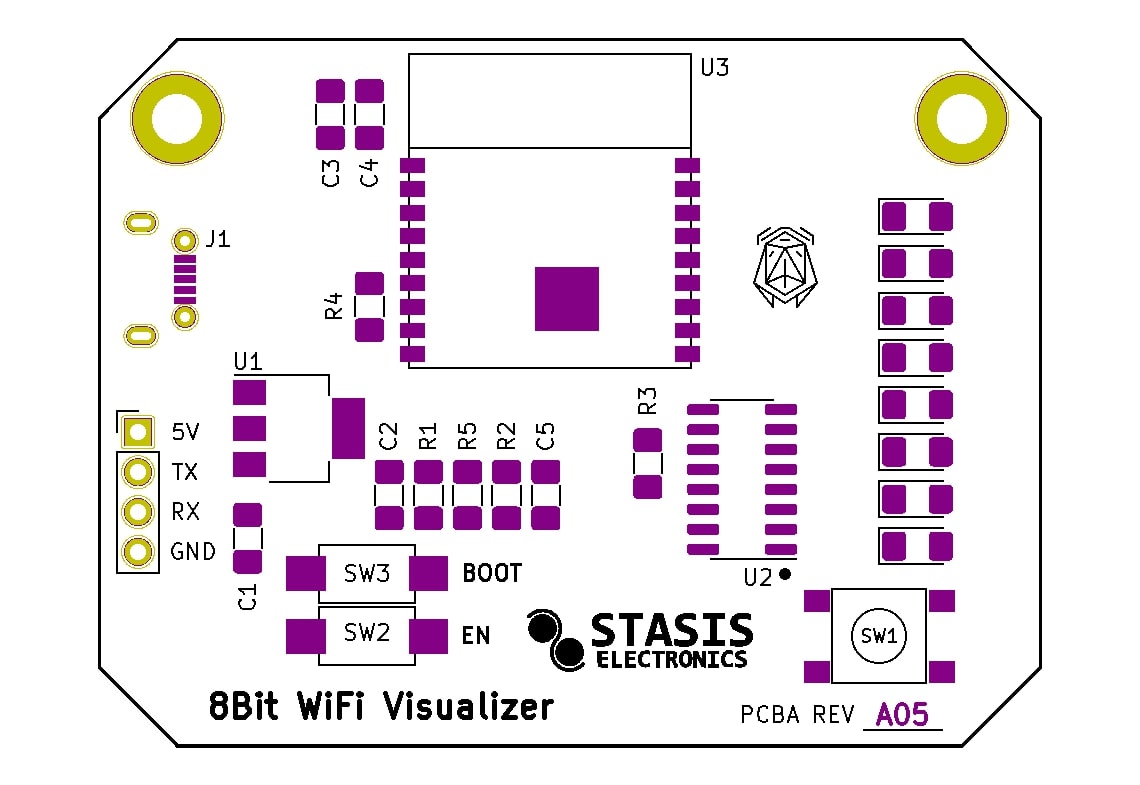 U3
C3
C4
J1
R4
U1
5V
TX
RX
GND
C2
R1
R5
R2
C5
R3
C1
SW3
BOOT
SW2
EN
U2
STASIS
ELECTRONICS
SW1
8Bit WiFi Visualizer
PCBA REV A05